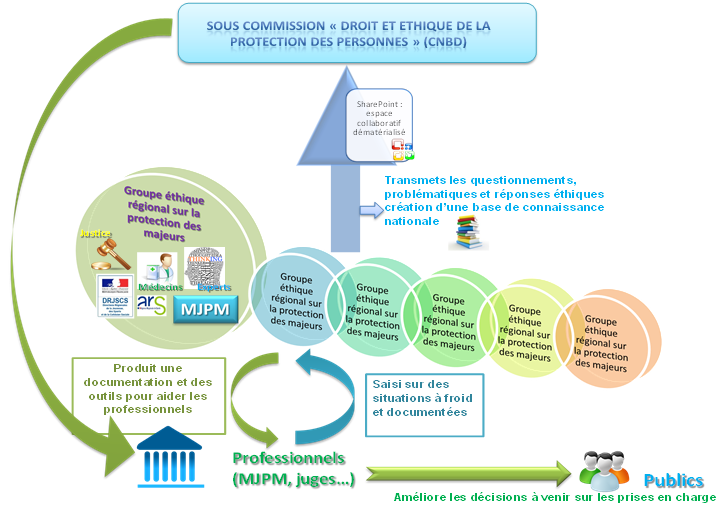 SOUS COMMISSION « DROIT ET ETHIQUE DE LA
PROTECTION DES PERSONNES » (CNBD)
SharePoint :
espace
collaboratif
dématérialisé
Transmets les questionnements,
problématiques et réponses éthiques
création d'une base de connaissance
nationale
Groupe éthique
régional sur la
protection des
majeurs
Justice
Médecins
Experts
THINKING
DRJSCS
ars
MJPM
Groupe
éthique
régional sur
la protection
des majeurs
Groupe
éthique
régional sur
la protection
des majeurs
Groupe
éthique
régional sur
la protection
des majeurs
Groupe
éthique
régional sur
la protection
des majeurs
Groupe
éthique
régional sur
la protection
des majeurs
Produit une
documentation et des
outils pour aider les
professionnels
Saisi sur des
situations à froid
et documentées
Professionnels
(MJPM, juges...)
Publics
Améliore les décisions à venir sur les prises en charge